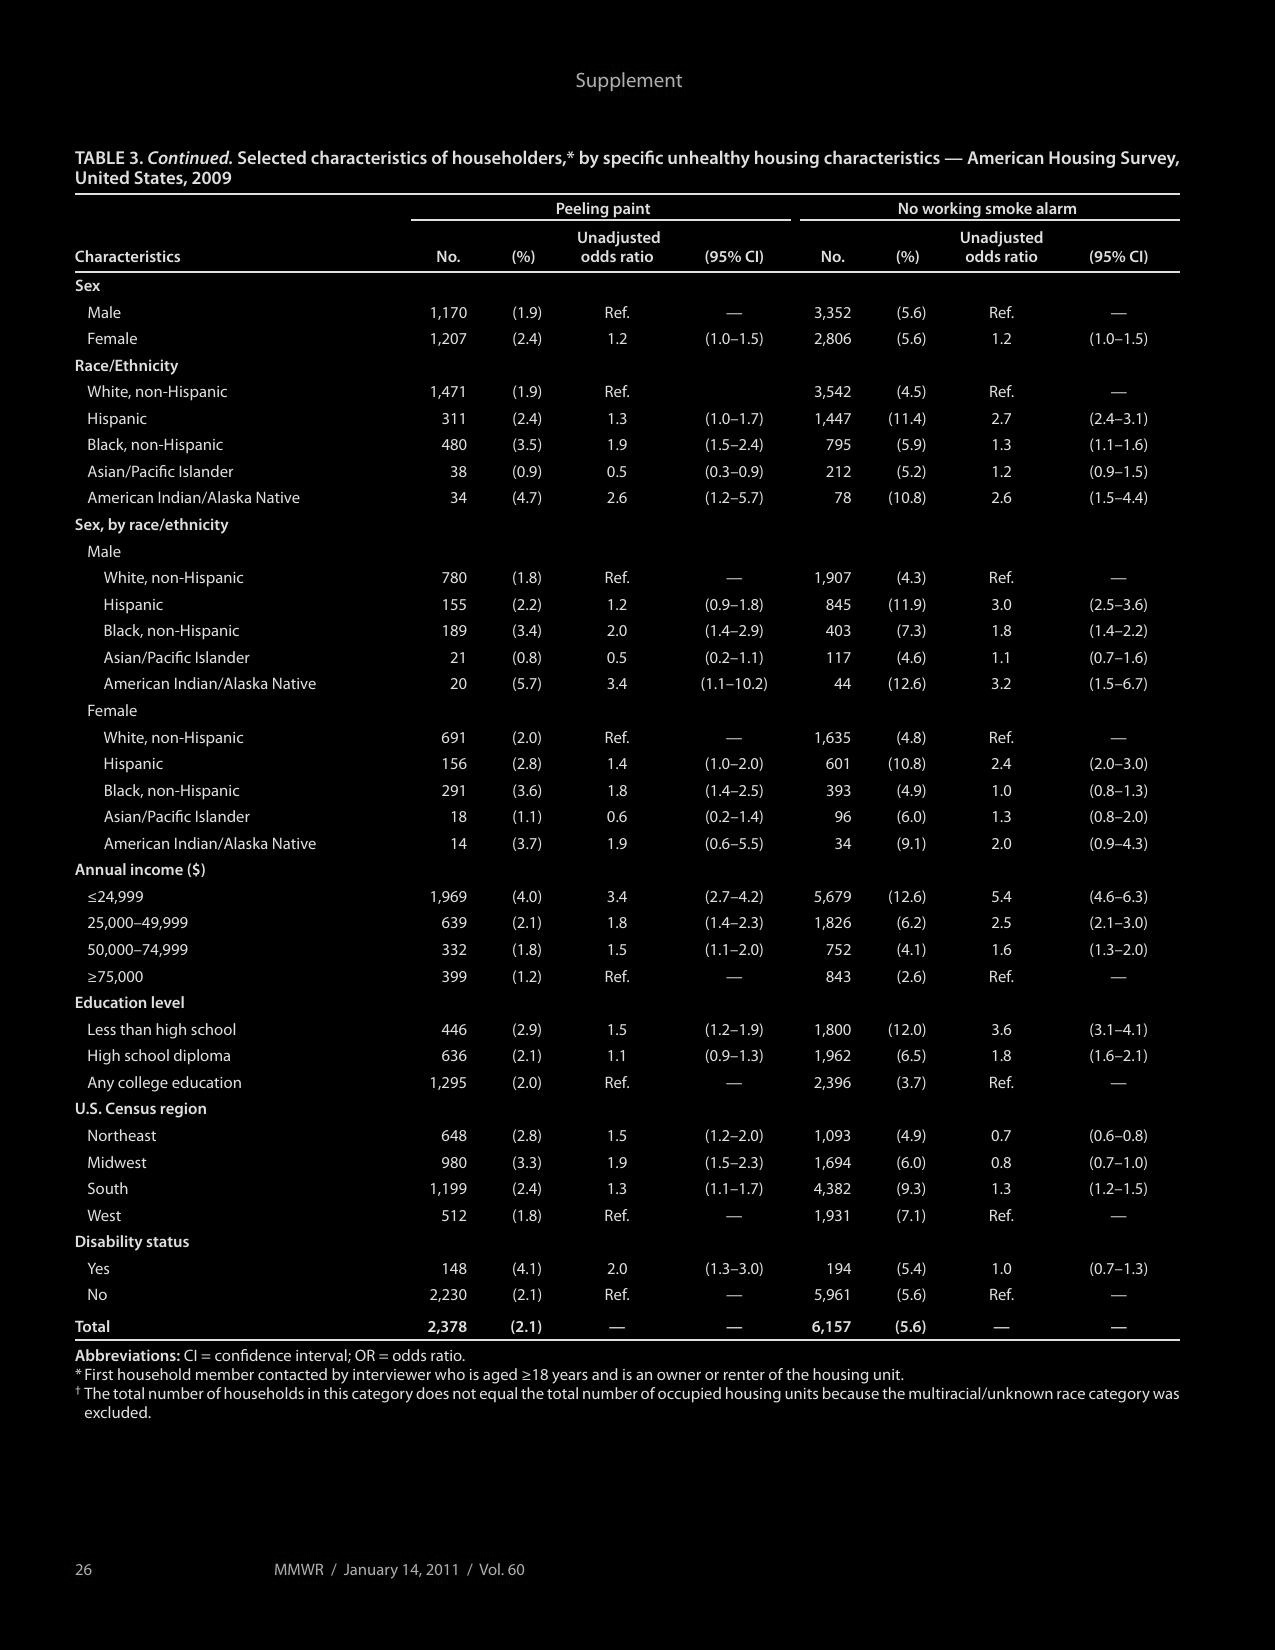 Supplement
TABLE 3. Continued. Selected characteristics of householders,* by specific unhealthy housing characteristics — American Housing Survey,
United States, 2009
Peeling paint No working smoke alarm
Unadjusted Unadjusted
Characteristics No. (%) odds ratio (95% CI) No. (%) odds ratio (95% CI)
Sex
Male 1,170 (1.9) Ref. — 3,352 (5.6) Ref. —
Female 1,207 (2.4) 1.2 (1.0–1.5) 2,806 (5.6) 1.2 (1.0–1.5)
Race/Ethnicity
White, non-Hispanic 1,471 (1.9) Ref. 3,542 (4.5) Ref. —
Hispanic 311 (2.4) 1.3 (1.0–1.7) 1,447 (11.4) 2.7 (2.4–3.1)
Black, non-Hispanic 480 (3.5) 1.9 (1.5–2.4) 795 (5.9) 1.3 (1.1–1.6)
Asian/Pacific Islander 38 (0.9) 0.5 (0.3–0.9) 212 (5.2) 1.2 (0.9–1.5)
American Indian/Alaska Native 34 (4.7) 2.6 (1.2–5.7) 78 (10.8) 2.6 (1.5–4.4)
Sex, by race/ethnicity
Male
White, non-Hispanic 780 (1.8) Ref. — 1,907 (4.3) Ref. —
Hispanic 155 (2.2) 1.2 (0.9–1.8) 845 (11.9) 3.0 (2.5–3.6)
Black, non-Hispanic 189 (3.4) 2.0 (1.4–2.9) 403 (7.3) 1.8 (1.4–2.2)
Asian/Pacific Islander 21 (0.8) 0.5 (0.2–1.1) 117 (4.6) 1.1 (0.7–1.6)
American Indian/Alaska Native 20 (5.7) 3.4 (1.1–10.2) 44 (12.6) 3.2 (1.5–6.7)
Female
White, non-Hispanic 691 (2.0) Ref. — 1,635 (4.8) Ref. —
Hispanic 156 (2.8) 1.4 (1.0–2.0) 601 (10.8) 2.4 (2.0–3.0)
Black, non-Hispanic 291 (3.6) 1.8 (1.4–2.5) 393 (4.9) 1.0 (0.8–1.3)
Asian/Pacific Islander 18 (1.1) 0.6 (0.2–1.4) 96 (6.0) 1.3 (0.8–2.0)
American Indian/Alaska Native 14 (3.7) 1.9 (0.6–5.5) 34 (9.1) 2.0 (0.9–4.3)
Annual income ($)
≤24,999 1,969 (4.0) 3.4 (2.7–4.2) 5,679 (12.6) 5.4 (4.6–6.3)
25,000–49,999 639 (2.1) 1.8 (1.4–2.3) 1,826 (6.2) 2.5 (2.1–3.0)
50,000–74,999 332 (1.8) 1.5 (1.1–2.0) 752 (4.1) 1.6 (1.3–2.0)
≥75,000 399 (1.2) Ref. — 843 (2.6) Ref. —
Education level
Less than high school 446 (2.9) 1.5 (1.2–1.9) 1,800 (12.0) 3.6 (3.1–4.1)
High school diploma 636 (2.1) 1.1 (0.9–1.3) 1,962 (6.5) 1.8 (1.6–2.1)
Any college education 1,295 (2.0) Ref. — 2,396 (3.7) Ref. —
U.S. Census region
Northeast 648 (2.8) 1.5 (1.2–2.0) 1,093 (4.9) 0.7 (0.6–0.8)
Midwest 980 (3.3) 1.9 (1.5–2.3) 1,694 (6.0) 0.8 (0.7–1.0)
South 1,199 (2.4) 1.3 (1.1–1.7) 4,382 (9.3) 1.3 (1.2–1.5)
West 512 (1.8) Ref. — 1,931 (7.1) Ref. —
Disability status
Yes 148 (4.1) 2.0 (1.3–3.0) 194 (5.4) 1.0 (0.7–1.3)
No 2,230 (2.1) Ref. — 5,961 (5.6) Ref. —
Total 2,378 (2.1) — — 6,157 (5.6) — —
Abbreviations: CI = confidence interval; OR = odds ratio.
* First household member contacted by interviewer who is aged ≥18 years and is an owner or renter of the housing unit.
† The total number of households in this category does not equal the total number of occupied housing units because the multiracial/unknown race category was
excluded.
26 MMWR / January 14, 2011 / Vol. 60